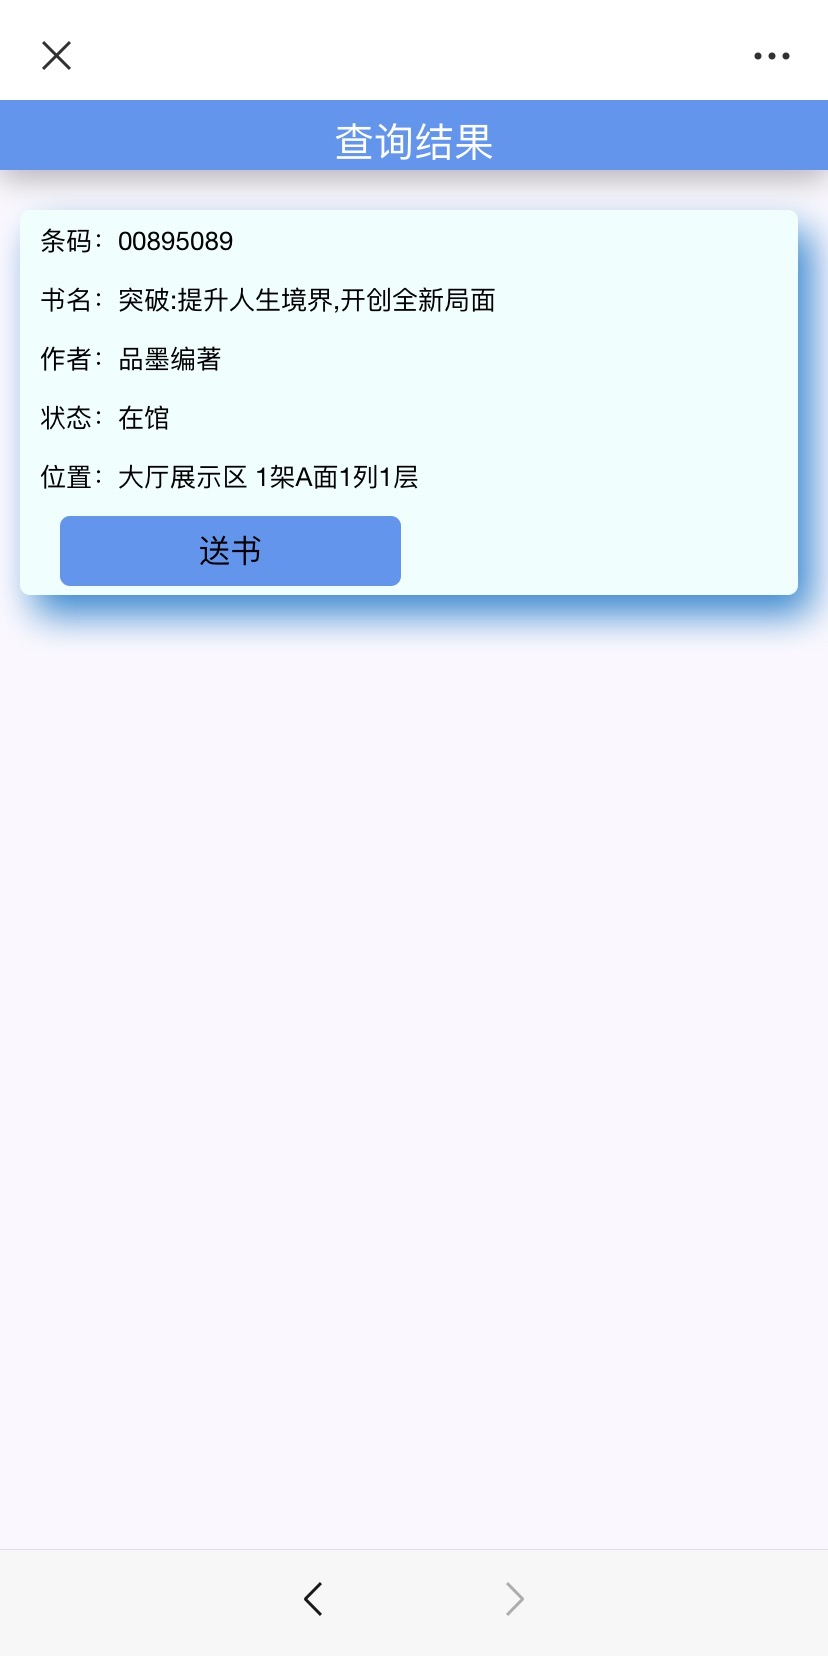 查询结果
条码：00895089
书名：突破:提升人生境界,开创全新局面
作者：品墨编著
状态：在馆
位置：大厅展示区 1架A面1列1层
送书